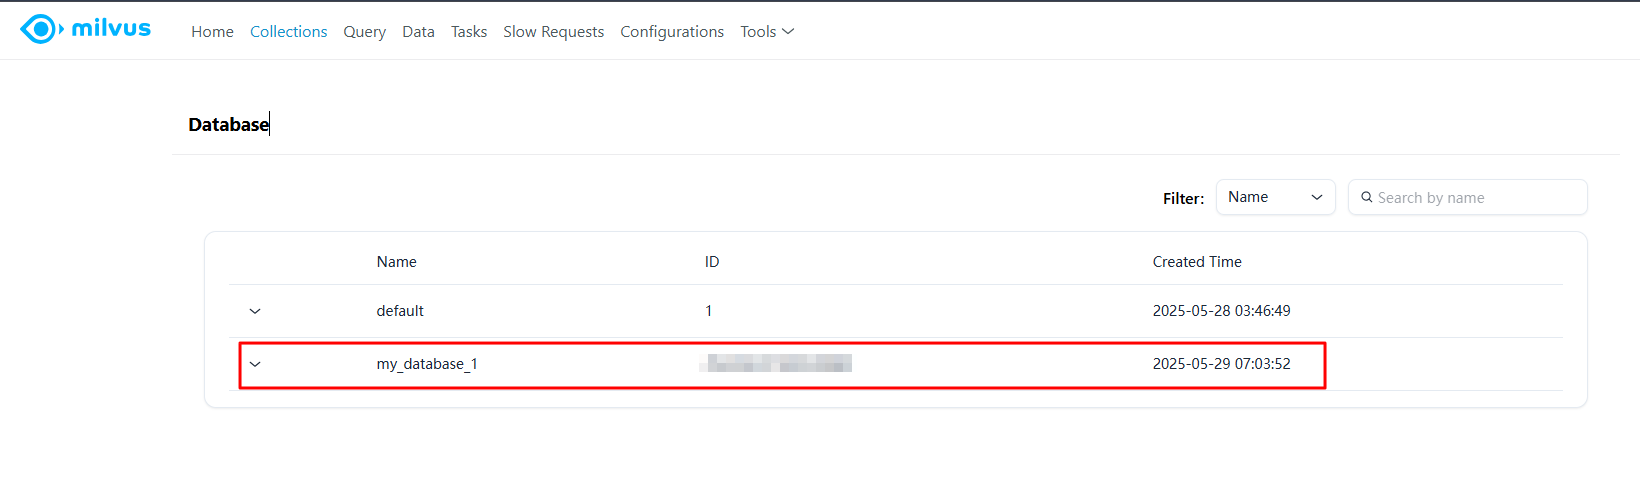 milvus Home Collections Query Data Tasks Slow Requests Configurations Tools
Database
Filter: Name Search by name
Name ID Created Time
default 1 2025-05-28 03:46:49
my_database_1 2025-05-29 07:03:52